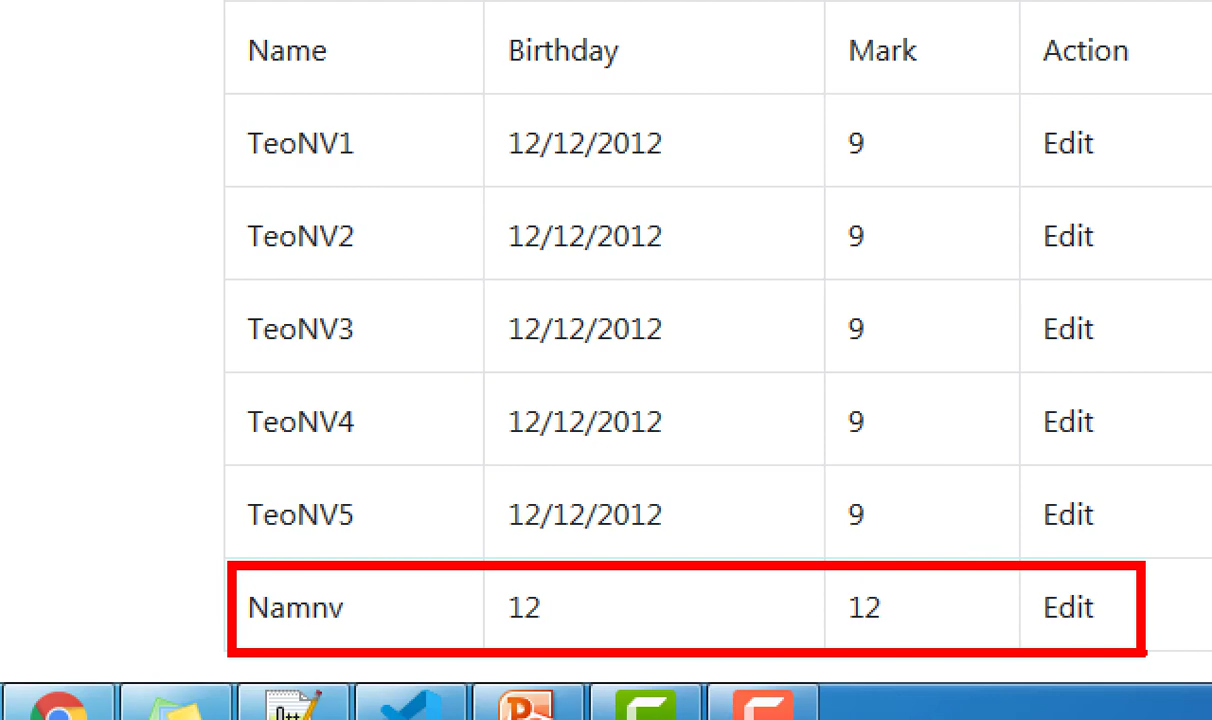 Name Birthday Mark Action
TeoNV1 12/12/2012 9 Edit
TeoNV2 12/12/2012 9 Edit
TeoNV3 12/12/2012 9 Edit
TeoNV4 12/12/2012 9 Edit
TeoNV5 12/12/2012 9 Edit
Namnv 12 12 Edit